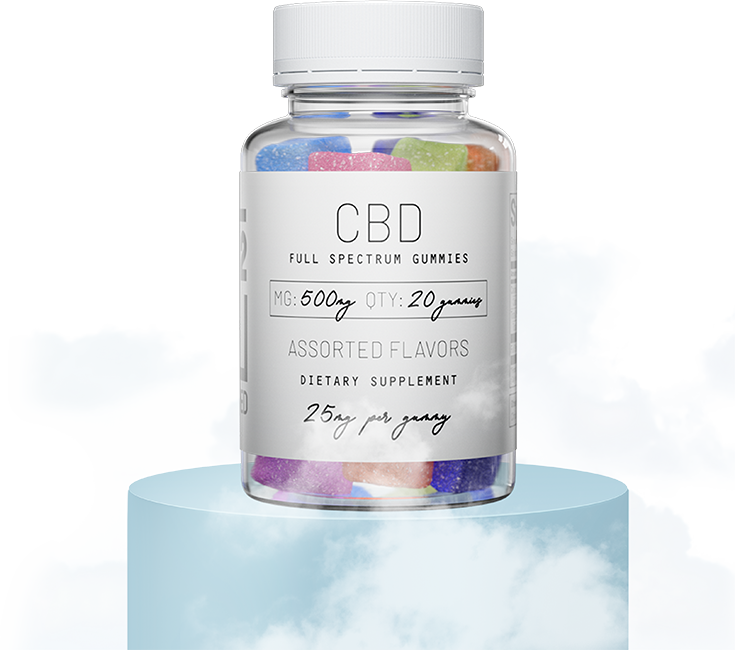 CBD
FULL SPECTRUM GUMMIES
MG: 500mg QTY: 20 gummies
ASSORTED FLAVORS
DIETARY SUPPLEMENT
25mg per gummy